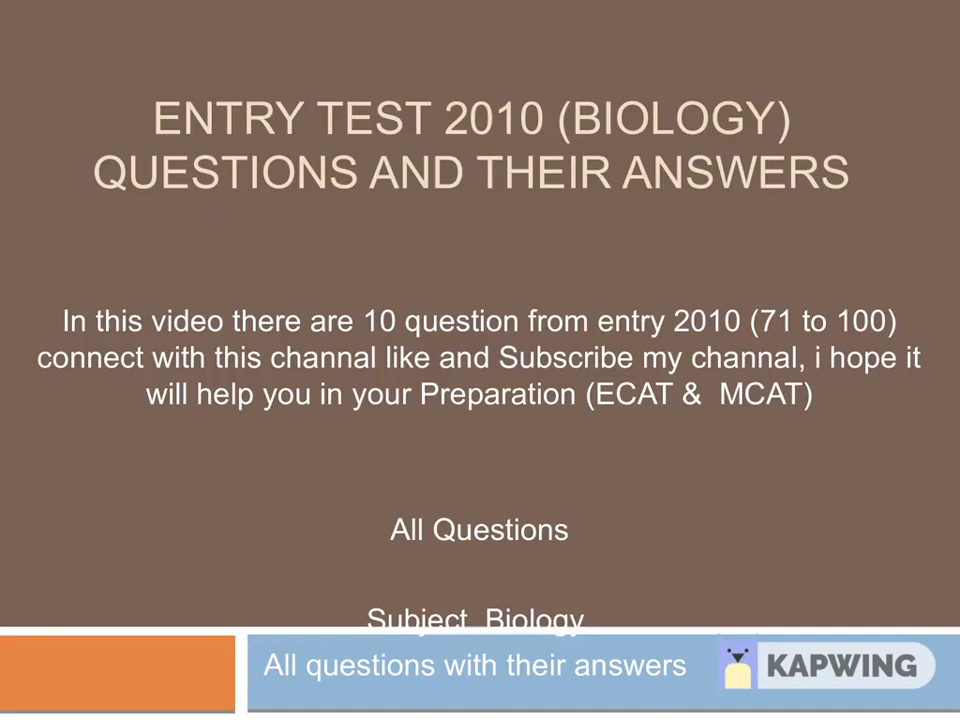 ENTRY TEST 2010 (BIOLOGY)
QUESTIONS AND THEIR ANSWERS
In this video there are 10 question from entry 2010 (71 to 100)
connect with this channal like and Subscribe my channal, i hope it
will help you in your Preparation (ECAT & MCAT)
All Questions
Subject Biology
All questions with their answers
KAPWING